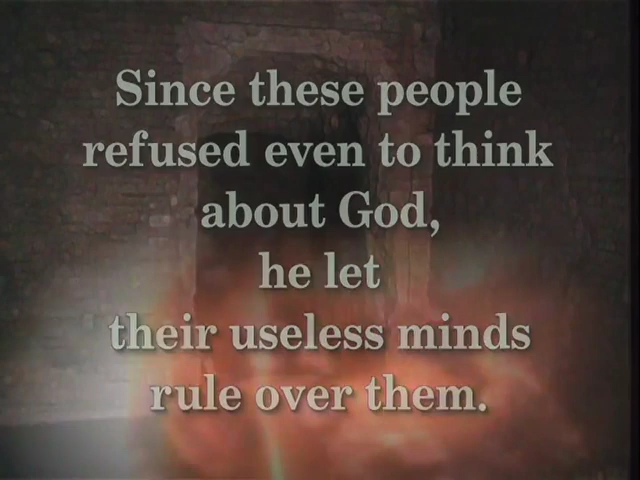 Since these people
refused even to think
about God,
he let
their useless minds
rule over them.